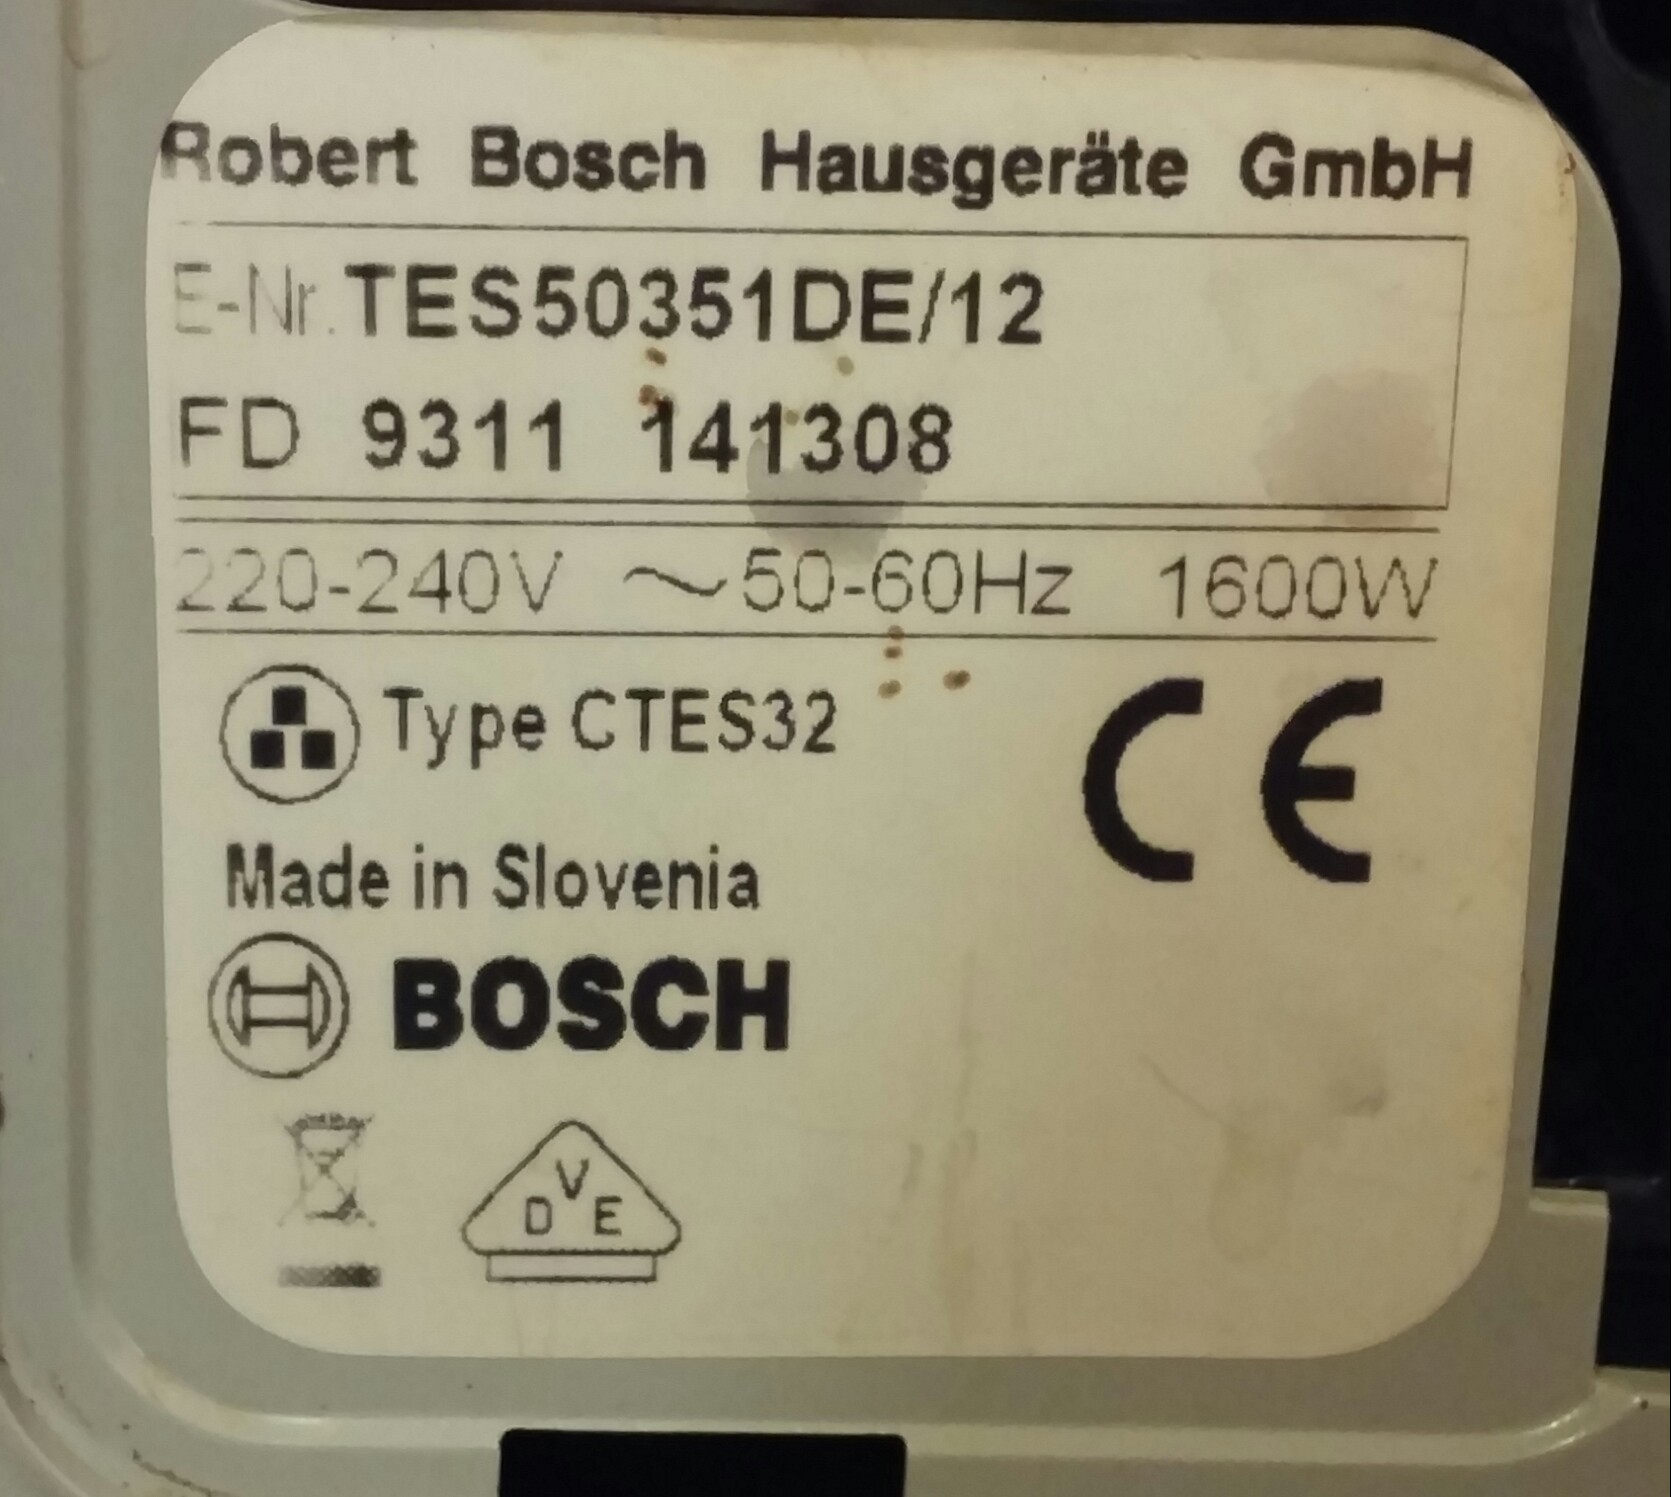 Robert Bosch Hausgeräte GmbH
E-Nr. TES50351DE/12
FD 9311 141308
220-240V ~50-60Hz 1600W
Type CTES32
CE
Made in Slovenia
BOSCH
DVE